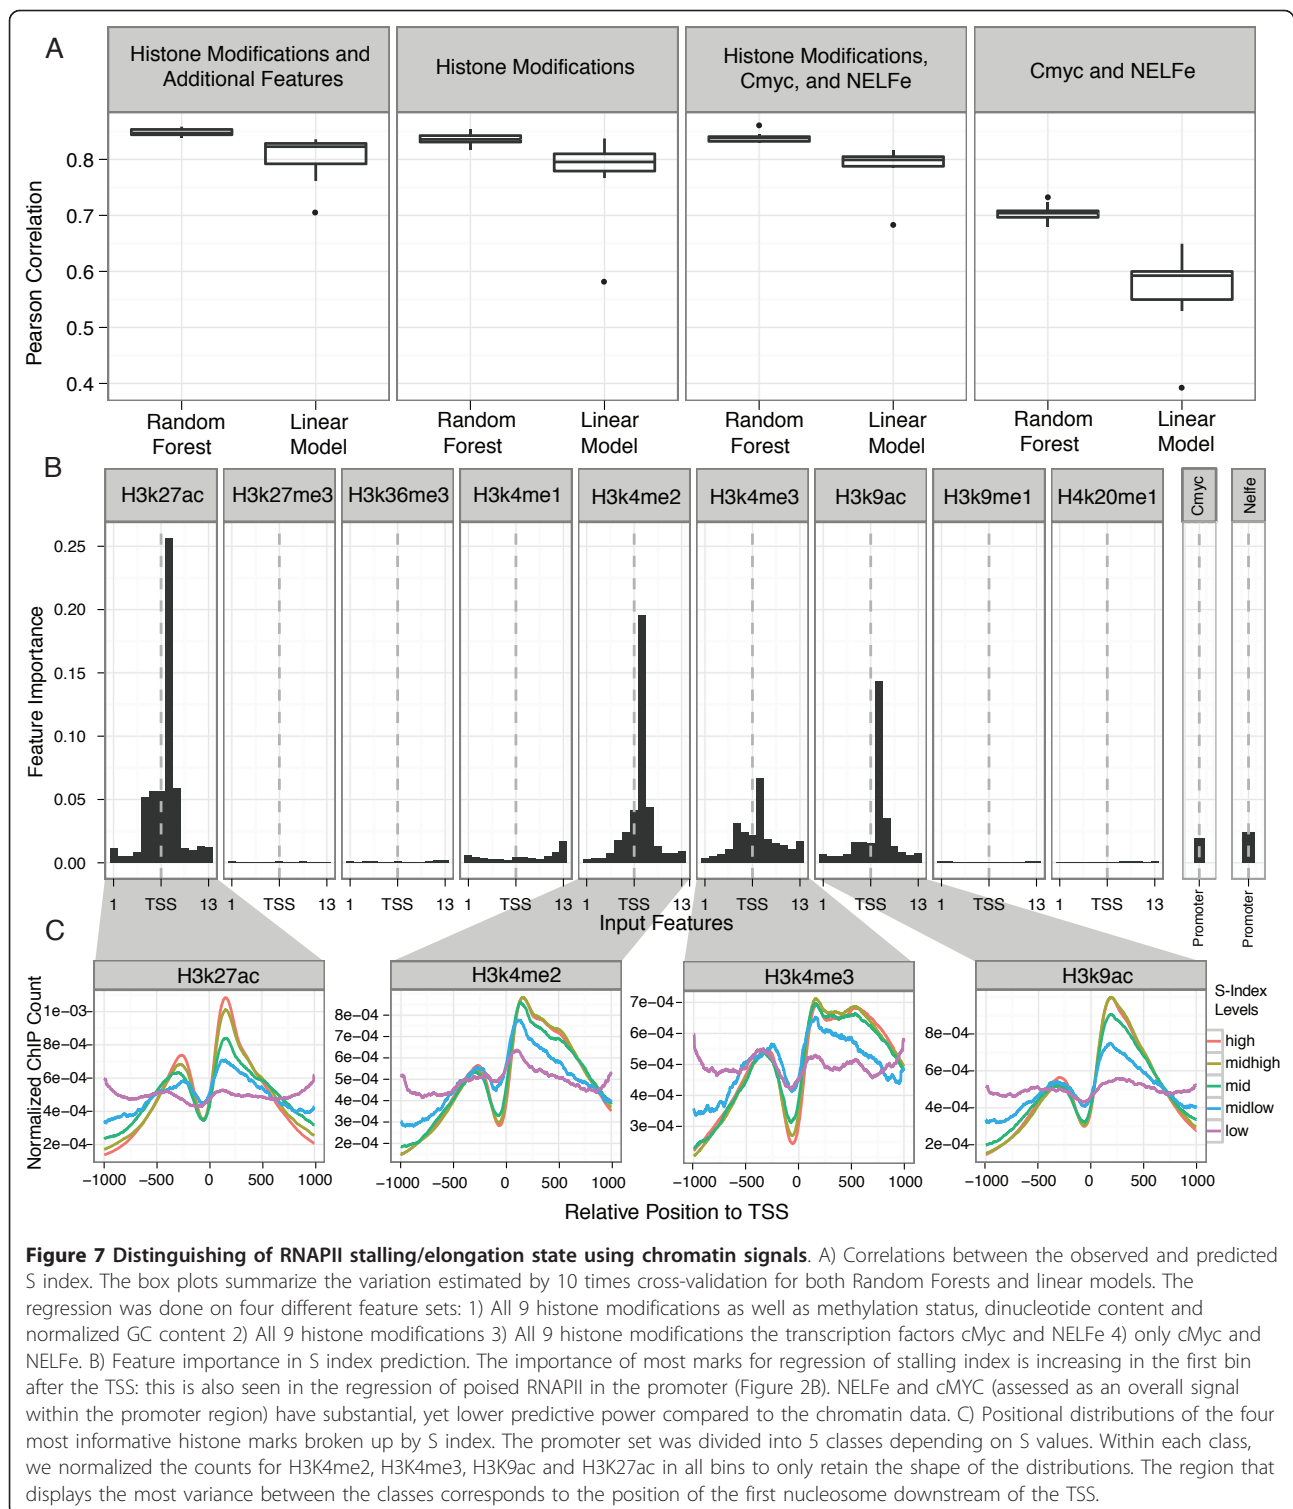 A
Histone Modifications and
Additional Features
Histone Modifications
Histone Modifications,
Cmyc, and NELFe
Cmyc and NELFe
Pearson Correlation
0.8
0.7
0.6
0.5
0.4
Random
Forest
Linear
Model
Random
Forest
Linear
Model
Random
Forest
Linear
Model
Random
Forest
Linear
Model
B
H3k27ac
H3k27me3
H3k36me3
H3k4me1
H3k4me2
H3k4me3
H3k9ac
H3k9me1
H4k20me1
Cmyc
Nelfe
Feature Importance
0.25
0.20
0.15
0.10
0.05
0.00
1 TSS 13
1 TSS 13
1 TSS 13
1 TSS 13
1 TSS 13
1 TSS 13
1 TSS 13
1 TSS 13
1 TSS 13
Promoter
Promoter
Input Features
C
H3k27ac
H3k4me2
H3k4me3
H3k9ac
Normalized ChIP Count
1e−03
8e−04
6e−04
4e−04
2e−04
−1000 −500 0 500 1000
8e−04
7e−04
6e−04
5e−04
4e−04
3e−04
2e−04
−1000 −500 0 500 1000
7e−04
6e−04
5e−04
4e−04
3e−04
−1000 −500 0 500 1000
8e−04
6e−04
4e−04
2e−04
−1000 −500 0 500 1000
S-Index
Levels
high
midhigh
mid
midlow
low
Relative Position to TSS
Figure 7 Distinguishing of RNAPII stalling/elongation state using chromatin signals. A) Correlations between the observed and predicted
S index. The box plots summarize the variation estimated by 10 times cross-validation for both Random Forests and linear models. The
regression was done on four different feature sets: 1) All 9 histone modifications as well as methylation status, dinucleotide content and
normalized GC content 2) All 9 histone modifications 3) All 9 histone modifications the transcription factors cMyc and NELFe 4) only cMyc and
NELFe. B) Feature importance in S index prediction. The importance of most marks for regression of stalling index is increasing in the first bin
after the TSS: this is also seen in the regression of poised RNAPII in the promoter (Figure 2B). NELFe and cMYC (assessed as an overall signal
within the promoter region) have substantial, yet lower predictive power compared to the chromatin data. C) Positional distributions of the four
most informative histone marks broken up by S index. The promoter set was divided into 5 classes depending on S values. Within each class,
we normalized the counts for H3K4me2, H3K4me3, H3K9ac and H3K27ac in all bins to only retain the shape of the distributions. The region that
displays the most variance between the classes corresponds to the position of the first nucleosome downstream of the TSS.